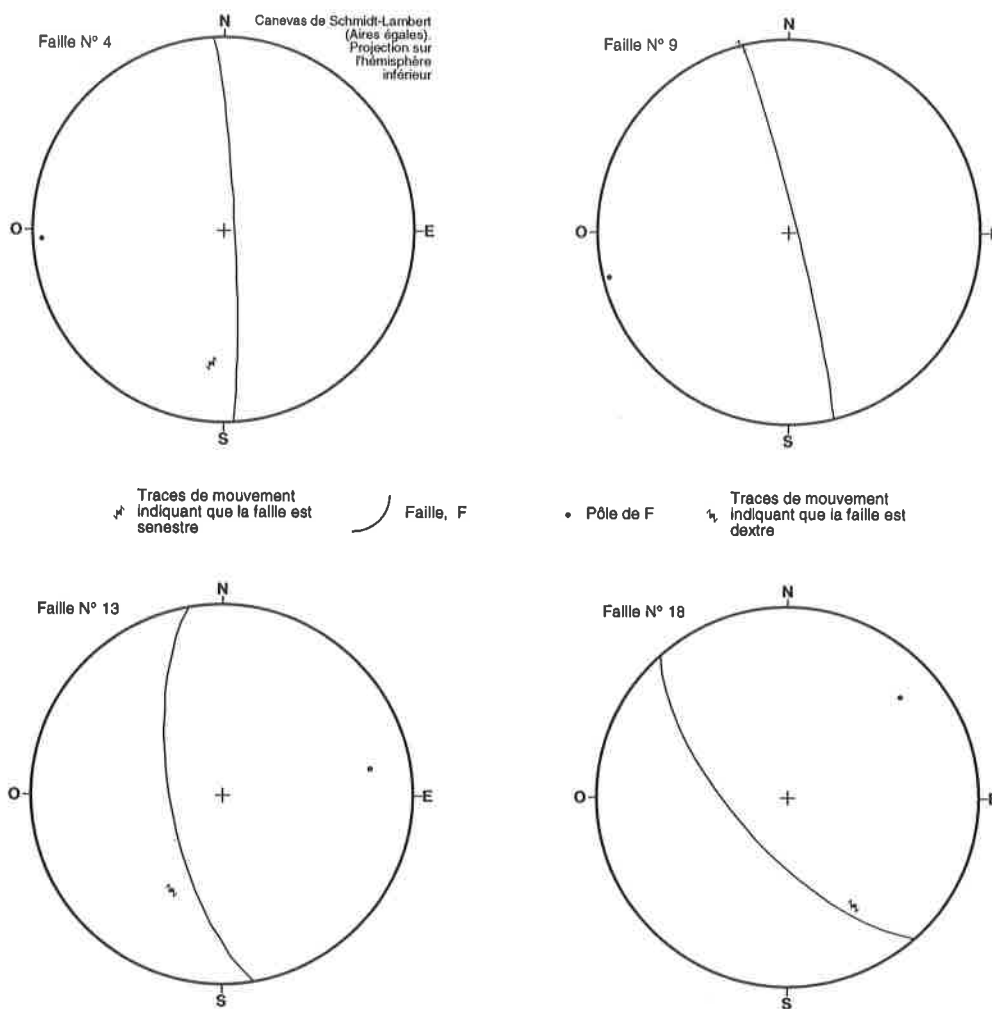 Faille N° 4
N
Canevas de Schmidt-Lambert
(Aires égales).
Projection sur
l'hémisphère
inférieur
O
E
S
Faille N° 9
N
O
E
S
Traces de mouvement
indiquant que la faille est
senestre
Faille, F
Pôle de F
Traces de mouvement
indiquant que la faille est
dextre
Faille N° 13
N
O
E
S
Faille N° 18
N
O
E
S